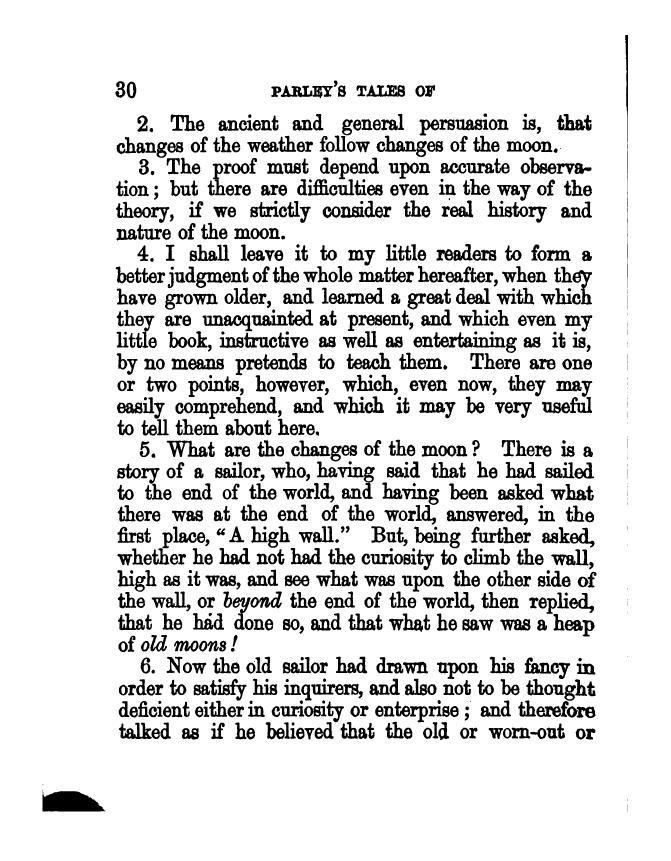 30 PARLEY'S TALES OF
2. The ancient and general persuasion is, that
changes of the weather follow changes of the moon.
3. The proof must depend upon accurate observa-
tion; but there are difficulties even in the way of the
theory, if we strictly consider the real history and
nature of the moon.
4. I shall leave it to my little readers to form a
better judgment of the whole matter hereafter, when they
have grown older, and learned a great deal with which
they are unacquainted at present, and which even my
little book, instructive as well as entertaining as it is,
by no means pretends to teach them. There are one
or two points, however, which, even now, they may
easily comprehend, and which it may be very useful
to tell them about here.
5. What are the changes of the moon? There is a
story of a sailor, who, having said that he had sailed
to the end of the world, and having been asked what
there was at the end of the world, answered, in the
first place, "A high wall." But, being further asked,
whether he had not had the curiosity to climb the wall,
high as it was, and see what was upon the other side of
the wall, or beyond the end of the world, then replied,
that he had done so, and that what he saw was a heap
of old moons!
6. Now the old sailor had drawn upon his fancy in
order to satisfy his inquirers, and also not to be thought
deficient either in curiosity or enterprise; and therefore
talked as if he believed that the old or worn-out or